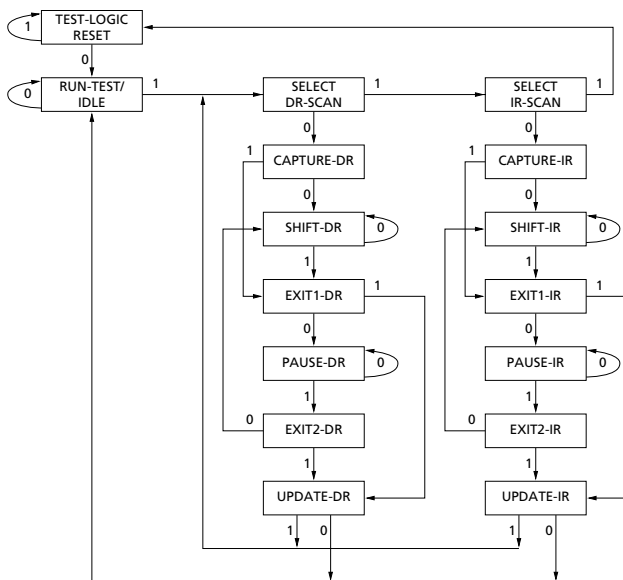 TEST-LOGIC
RESET
1
0
RUN-TEST/
IDLE
0
1
SELECT
DR-SCAN
1
SELECT
IR-SCAN
1
0
0
1
CAPTURE-DR
1
CAPTURE-IR
0
0
SHIFT-DR
0
SHIFT-IR
0
1
1
EXIT1-DR
1
EXIT1-IR
1
0
0
PAUSE-DR
0
PAUSE-IR
0
1
1
0
EXIT2-DR
0
EXIT2-IR
1
1
UPDATE-DR
UPDATE-IR
1
0
1
0